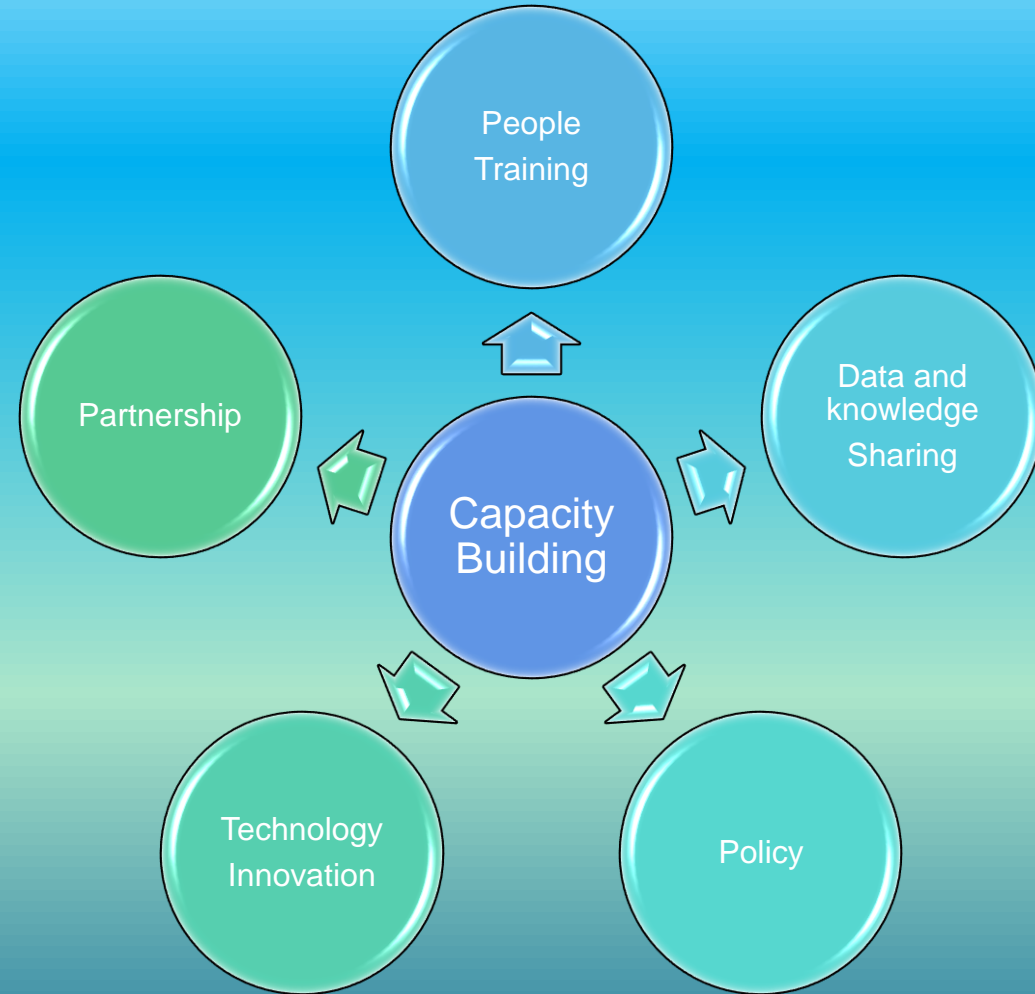 People
Training
Partnership
Data and
knowledge
Sharing
Capacity
Building
Technology
Innovation
Policy